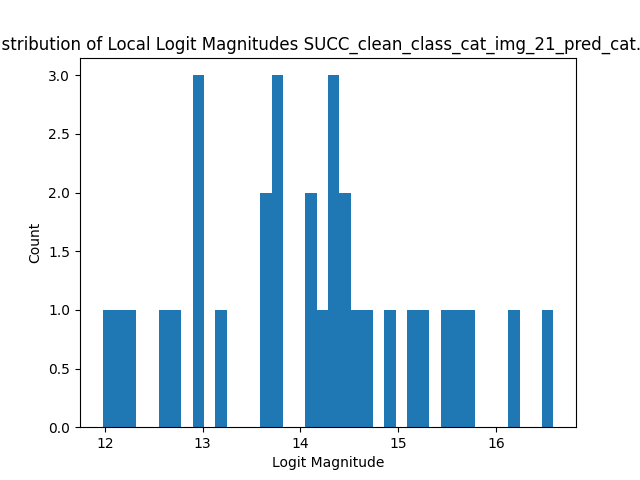 stribution of Local Logit Magnitudes SUCC_clean_class_cat_img_21_pred_cat.
3.0
2.5
2.0
1.5
1.0
0.5
0.0
Count
12 13 14 15 16
Logit Magnitude